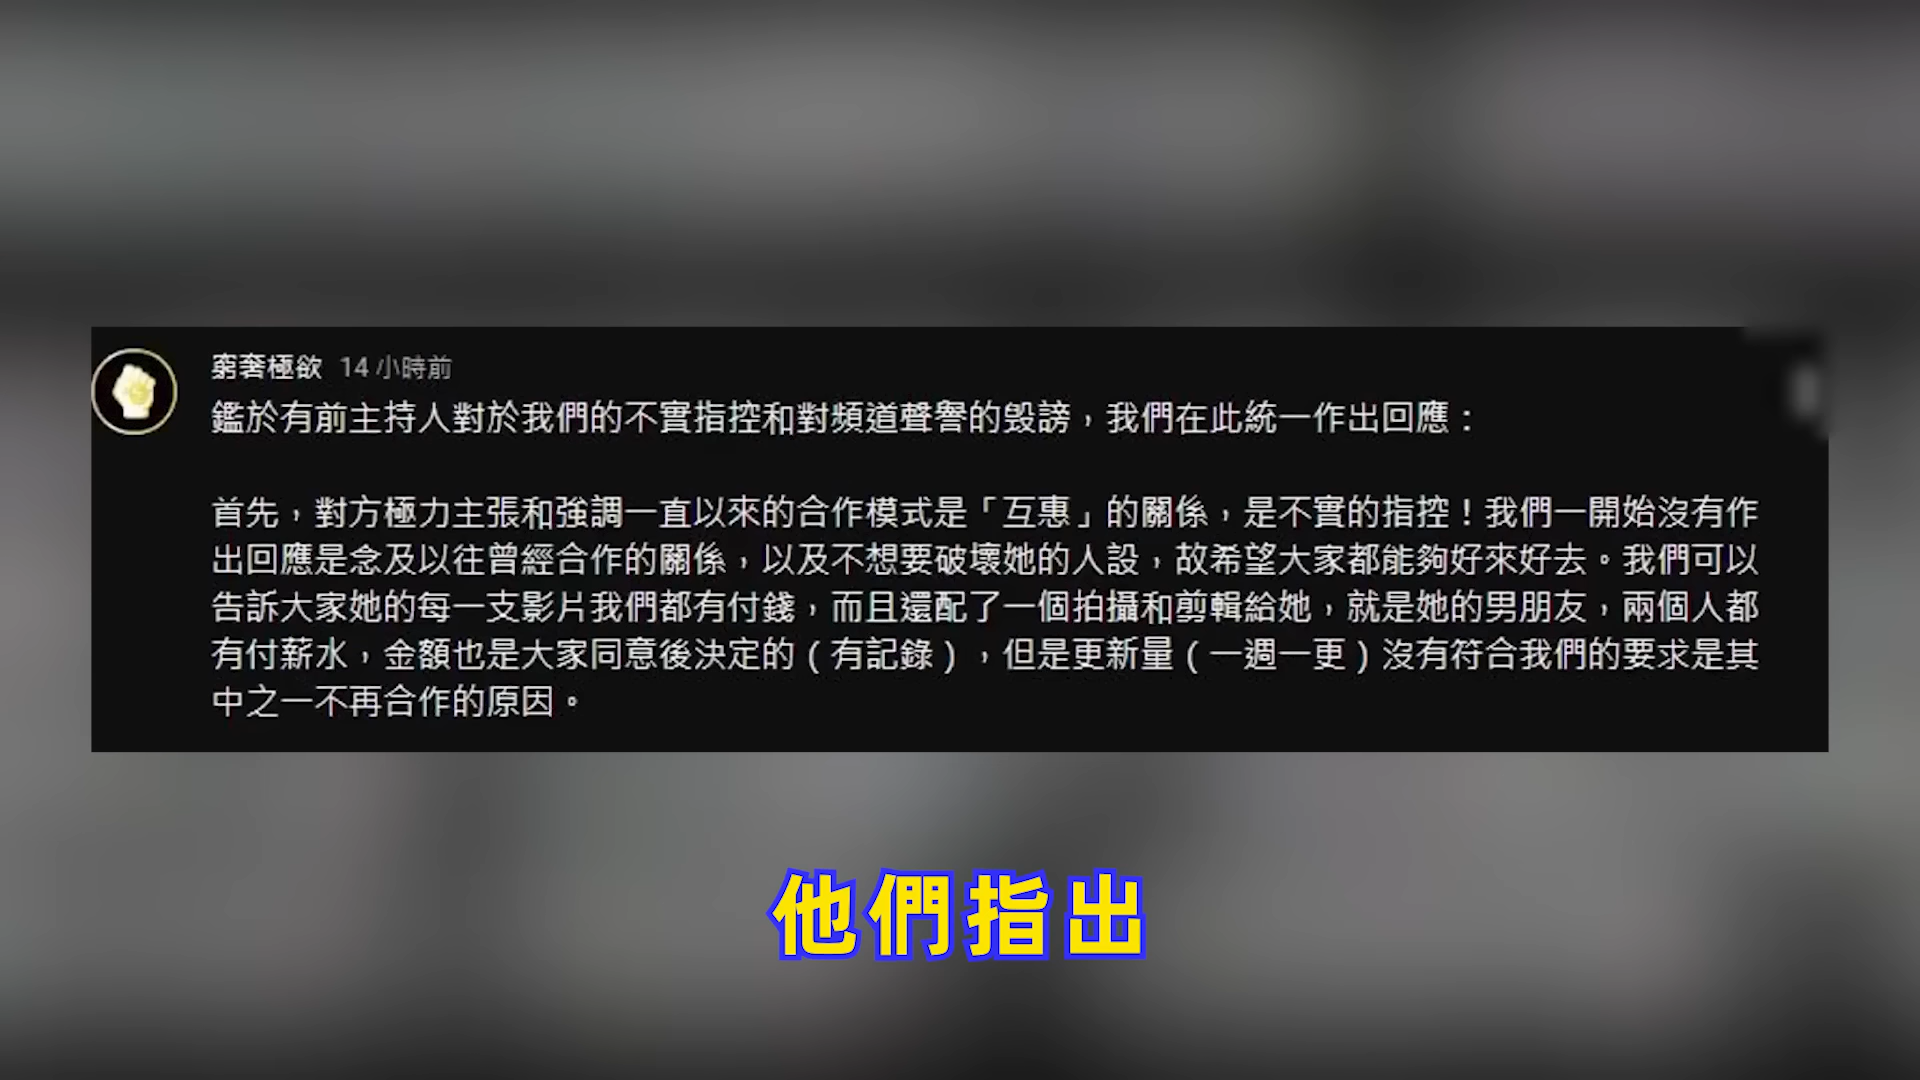 窮奢極欲 14 小時前
鑑於有前主持人對於我們的不實指控和對頻道聲譽的毀謗，我們在此統一作出回應：
首先，對方極力主張和強調一直以來的合作模式是「互惠」的關係，是不實的指控！我們一開始沒有作
出回應是念及以往曾經合作的關係，以及不想要破壞她的人設，故希望大家都能夠好來好去。我們可以
告訴大家她的每一支影片我們都有付錢，而且還配了一個拍攝和剪輯給她，就是她的男朋友，兩個人都
有付薪水，金額也是大家同意後決定的（有記錄），但是更新量（一週一更）沒有符合我們的要求是其
中之一不再合作的原因。
他們指出